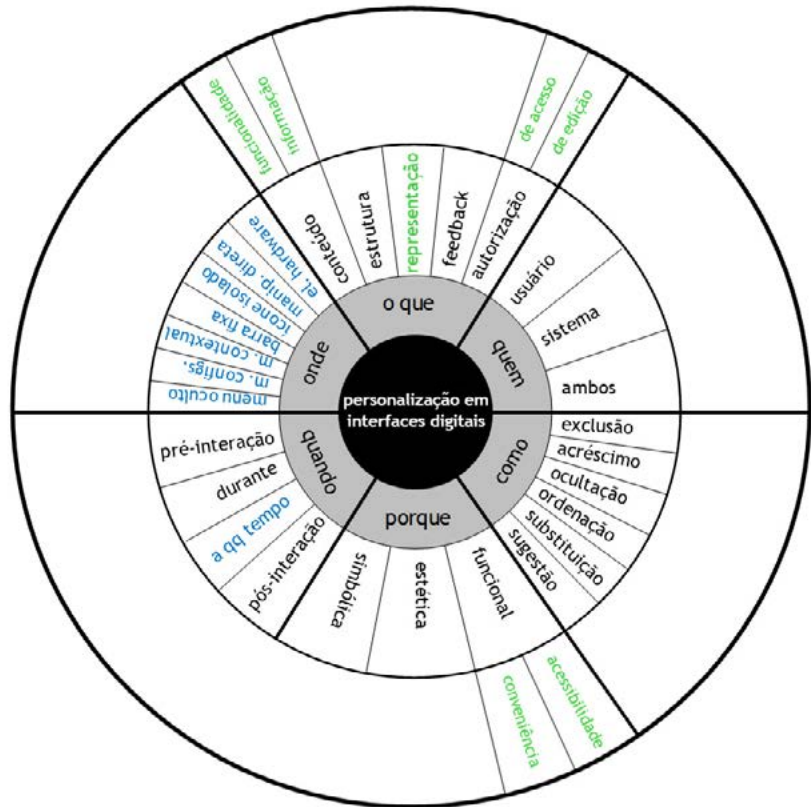 personalização em
interfaces digitais
o que
conteúdo
funcionalidade
informação
estrutura
representação
feedback
autorização
de acesso
de edição
quem
usuário
sistema
ambos
como
exclusão
acréscimo
ocultação
ordenação
substituição
sugestão
porque
funcional
acessibilidade
conveniência
estética
simbólica
quando
pós-interação
a qq tempo
durante
pré-interação
onde
menu oculto
m. configs.
m. contextual
barra fixa
ícone isolado
manip. direta
el. hardware